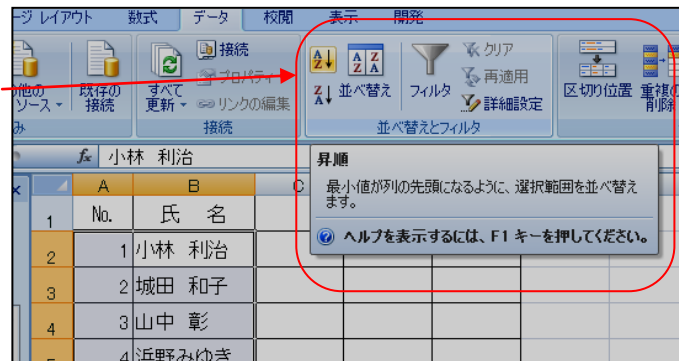 ージ レイアウト 数式 データ 校閲 表示 開発
既存の接続 すべて更新 接続 プロパティ リンクの編集 並べ替え フィルタ クリア 再適用 詳細設定 区切り位置 重複の削除
の他の
ソース
み 接続 並べ替えとフィルタ
fx 小林 利治
昇順
最小値が列の先頭になるように、選択範囲を並べ替え
ます。
ヘルプを表示するには、F1 キーを押してください。
A B C
1 No. 氏 名
2 1 小林 利治
3 2 城田 和子
4 3 山中 彰
4 浜野みゆき